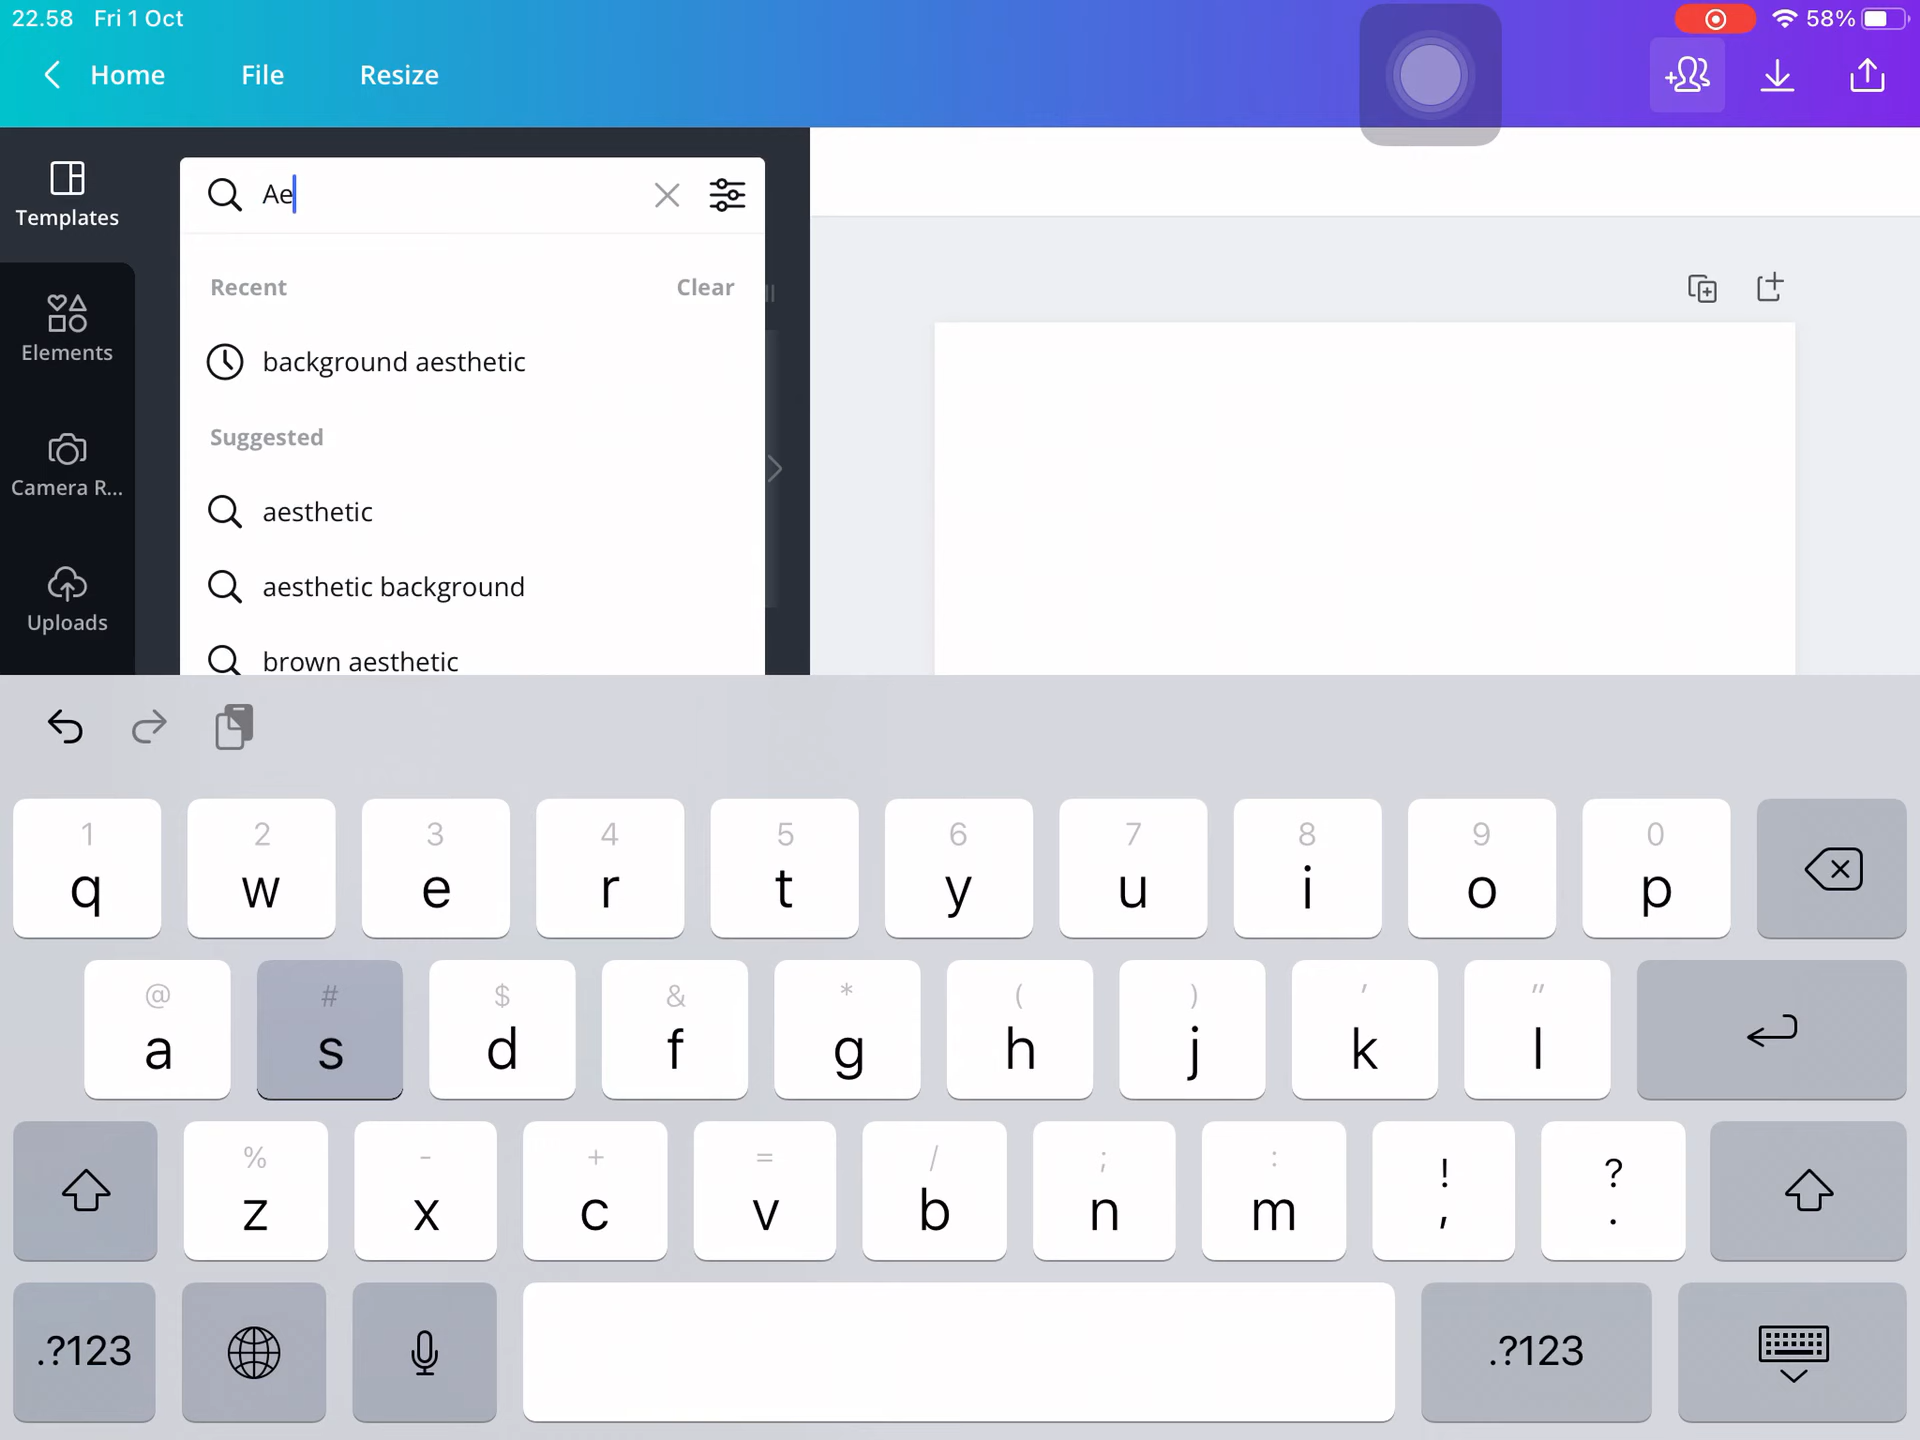 22.58 Fri 1 Oct 58%
Home File Resize
Templates
Ae
Recent Clear
background aesthetic
Elements
Suggested
Camera R...
aesthetic
aesthetic background
Uploads
brown aesthetic
1 2 3 4 5 6 7 8 9 0
q w e r t y u i o p
@ # $ & * ( ) ' "
a s d f g h j k l
% - + = / ; : ! ?
z x c v b n m , .
.?123 .?123